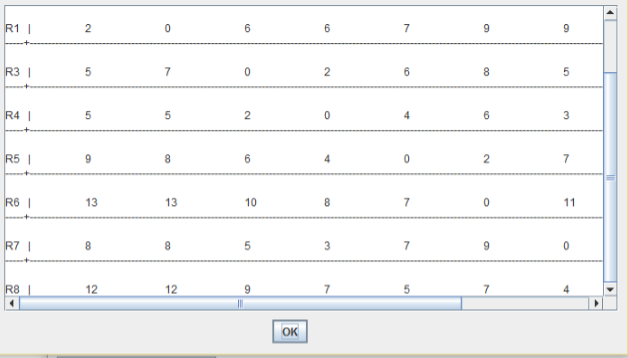 R1 | 2 0 6 6 7 9 9
-----+-----
R3 | 5 7 0 2 6 8 5
-----+-----
R4 | 5 5 2 0 4 6 3
-----+-----
R5 | 9 8 6 4 0 2 7
-----+-----
R6 | 13 13 10 8 7 0 11
-----+-----
R7 | 8 8 5 3 7 9 0
-----+-----
R8 | 12 12 9 7 5 7 4
OK